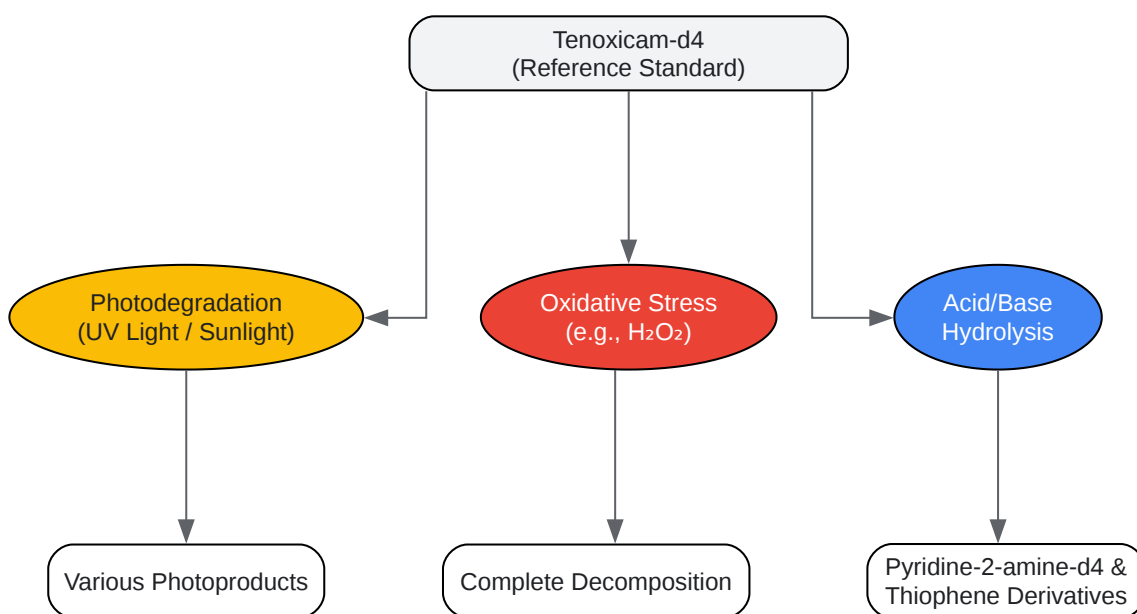 Tenoxicam-d4
(Reference Standard)
Photodegradation
(UV Light / Sunlight)
Oxidative Stress
(e.g., H₂O₂)
Acid/Base
Hydrolysis
Various Photoproducts
Complete Decomposition
Pyridine-2-amine-d4 &
Thiophene Derivatives